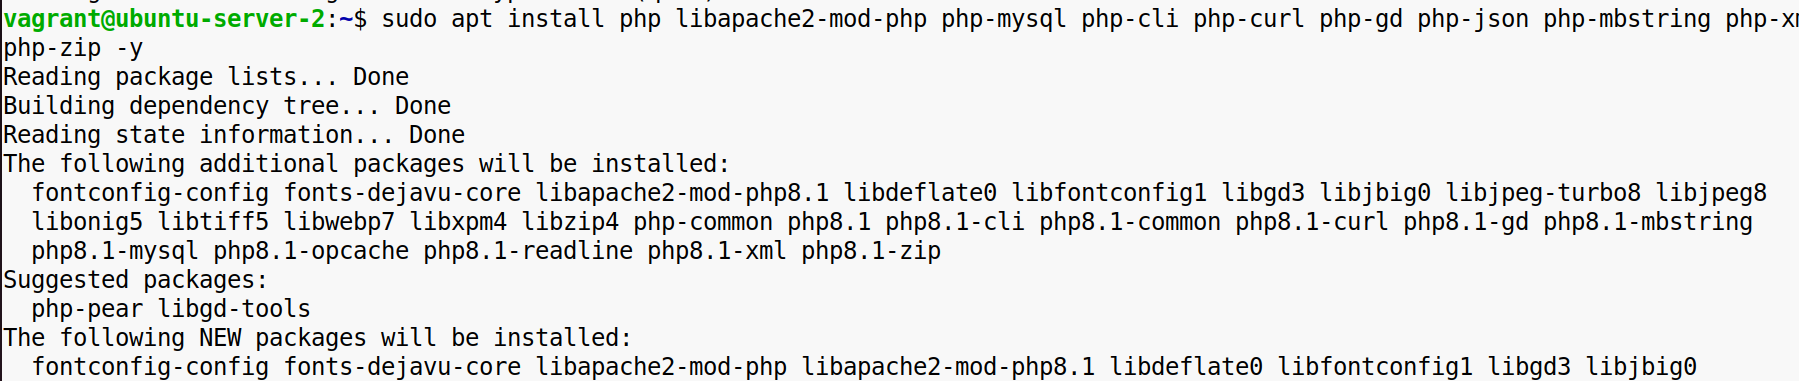 vagrant@ubuntu-server-2:~$ sudo apt install php libapache2-mod-php php-mysql php-cli php-curl php-gd php-json php-mbstring
php-zip -y
Reading package lists... Done
Building dependency tree... Done
Reading state information... Done
The following additional packages will be installed:
  fontconfig-config fonts-dejavu-core libapache2-mod-php8.1 libdeflate0 libfontconfig1 libgd3 libjbig0 libjpeg-turbo8 libjpeg8
  libonig5 libtiff5 libwebp7 libxpm4 libzip4 php-common php8.1 php8.1-cli php8.1-common php8.1-curl php8.1-gd php8.1-mbstring
  php8.1-mysql php8.1-opcache php8.1-readline php8.1-xml php8.1-zip
Suggested packages:
  php-pear libgd-tools
The following NEW packages will be installed:
  fontconfig-config fonts-dejavu-core libapache2-mod-php libapache2-mod-php8.1 libdeflate0 libfontconfig1 libgd3 libjbig0